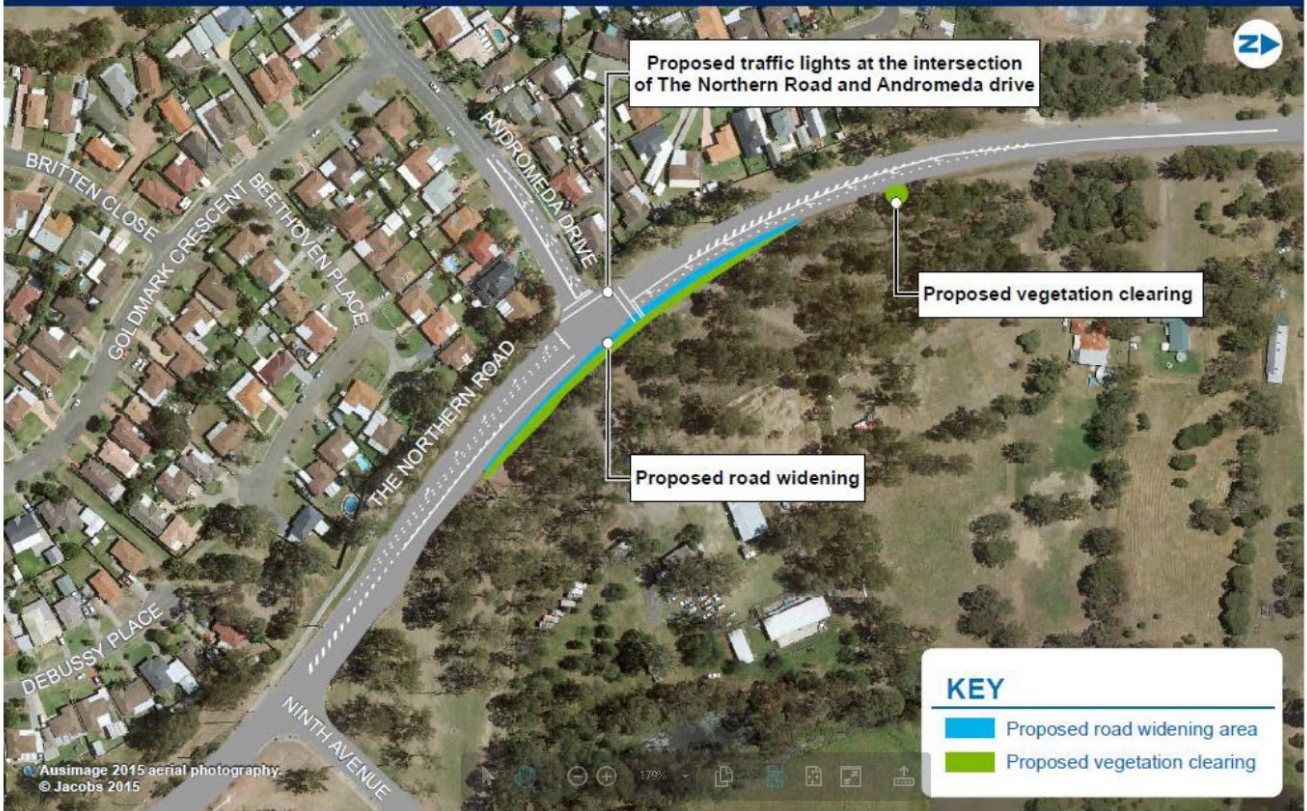 Z
Proposed traffic lights at the intersection
of The Northern Road and Andromeda drive
ANDROMEDA DRIVE
BRITTEN CLOSE
GOLDMARK CRESCENT
BEETHOVEN PLACE
Proposed vegetation clearing
THE NORTHERN ROAD
Proposed road widening
DEBUSSY PLACE
NINTH AVENUE
KEY
Proposed road widening area
Proposed vegetation clearing
Ausimage 2015 aerial photography.
© Jacobs 2015
179%